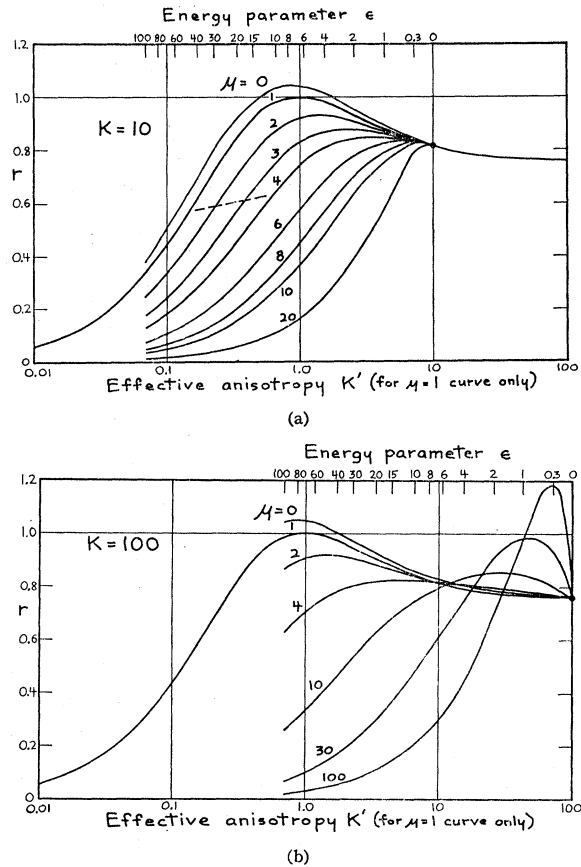 Energy parameter ε
100 80 60 40 30 20 15 10 8 6 4 2 1 0.3 0
1.2
μ = 0
1.0
1
K = 10
2
0.8
3
r
4
0.6
6
0.4
8
10
0.2
20
0
0.01 0.1 1.0 10 100
Effective anisotropy K' (for μ=1 curve only)
(a)
Energy parameter ε
100 80 60 40 30 20 15 10 8 6 4 2 1 0.3 0
1.2
μ=0
1.0
1
K = 100
2
0.8
r
4
0.6
0.4
10
0.2
30
100
0
0.01 0.1 1.0 10 100
Effective anisotropy K' (for μ=1 curve only)
(b)